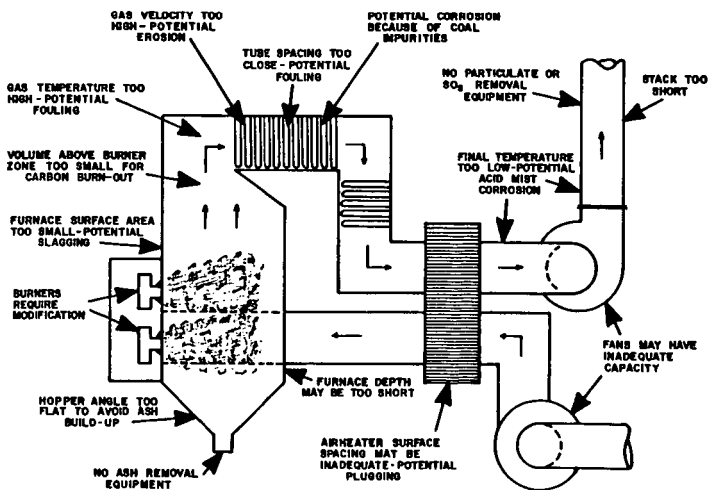 GAS VELOCITY TOO
HIGH-POTENTIAL
EROSION
POTENTIAL CORROSION
BECAUSE OF COAL
IMPURITIES
TUBE SPACING TOO
CLOSE-POTENTIAL
FOULING
GAS TEMPERATURE TOO
HIGH-POTENTIAL
FOULING
NO PARTICULATE OR
SO₂ REMOVAL
EQUIPMENT
STACK TOO
SHORT
VOLUME ABOVE BURNER
ZONE TOO SMALL FOR
CARBON BURN-OUT
FINAL TEMPERATURE
TOO LOW-POTENTIAL
ACID MIST
CORROSION
FURNACE SURFACE AREA
TOO SMALL-POTENTIAL
SLAGGING
BURNERS
REQUIRE
MODIFICATION
FANS MAY HAVE
INADEQUATE
CAPACITY
HOPPER ANGLE TOO
FLAT TO AVOID ASH
BUILD-UP
FURNACE DEPTH
MAY BE TOO SHORT
AIRHEATER SURFACE
SPACING MAT BE
INADEQUATE-POTENTIAL
PLUGGING
NO ASH REMOVAL
EQUIPMENT